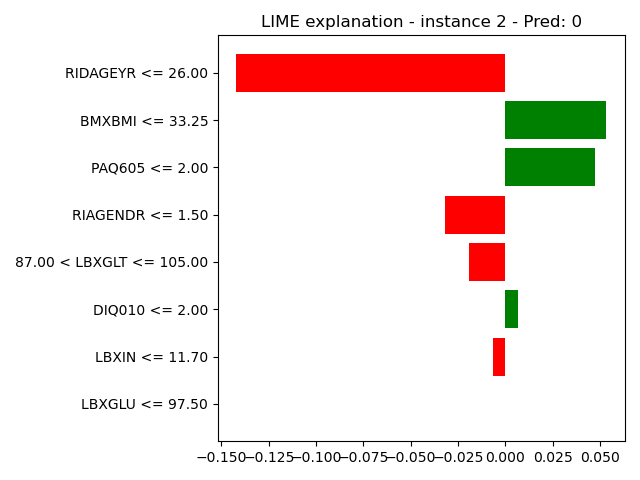 LIME explanation - instance 2 - Pred: 0
RIDAGEYR <= 26.00
BMXBMI <= 33.25
PAQ605 <= 2.00
RIAGENDR <= 1.50
87.00 < LBXGLT <= 105.00
DIQ010 <= 2.00
LBXIN <= 11.70
LBXGLU <= 97.50
−0.150 −0.125 −0.100 −0.075 −0.050 −0.025 0.000 0.025 0.050